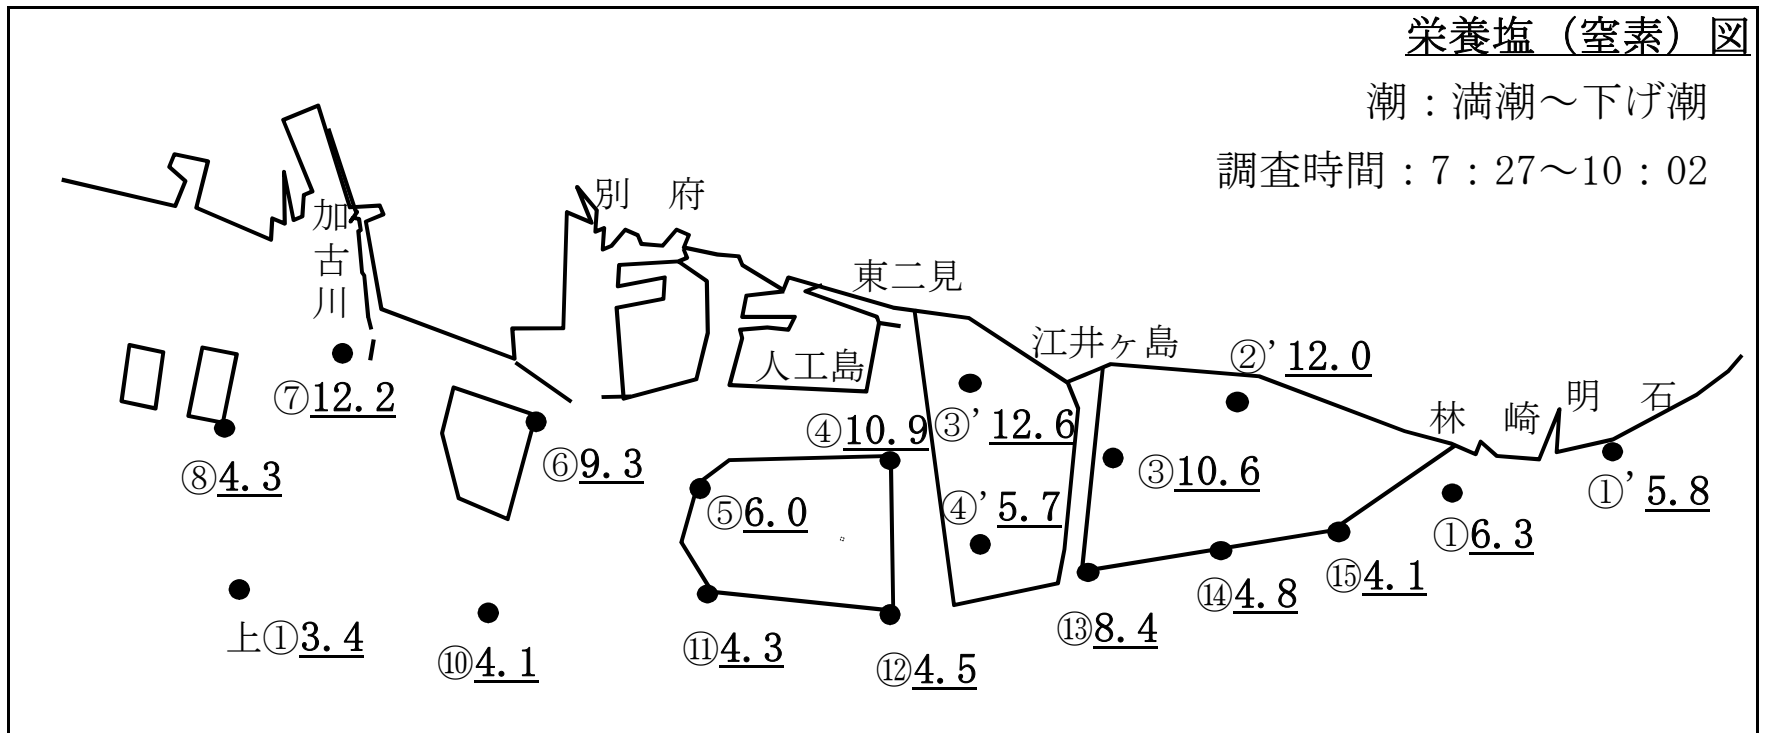 栄養塩（窒素）図
潮：満潮～下げ潮
調査時間：7：27～10：02
別　府
加古川
東二見
江井ヶ島
人工島
林　崎
明　石
②’12.0
⑦12.2
③’12.6
④10.9
⑥9.3
③10.6
⑧4.3
①’5.8
⑤6.0
④’5.7
①6.3
⑮4.1
⑭4.8
⑬8.4
上①3.4
⑪4.3
⑩4.1
⑫4.5